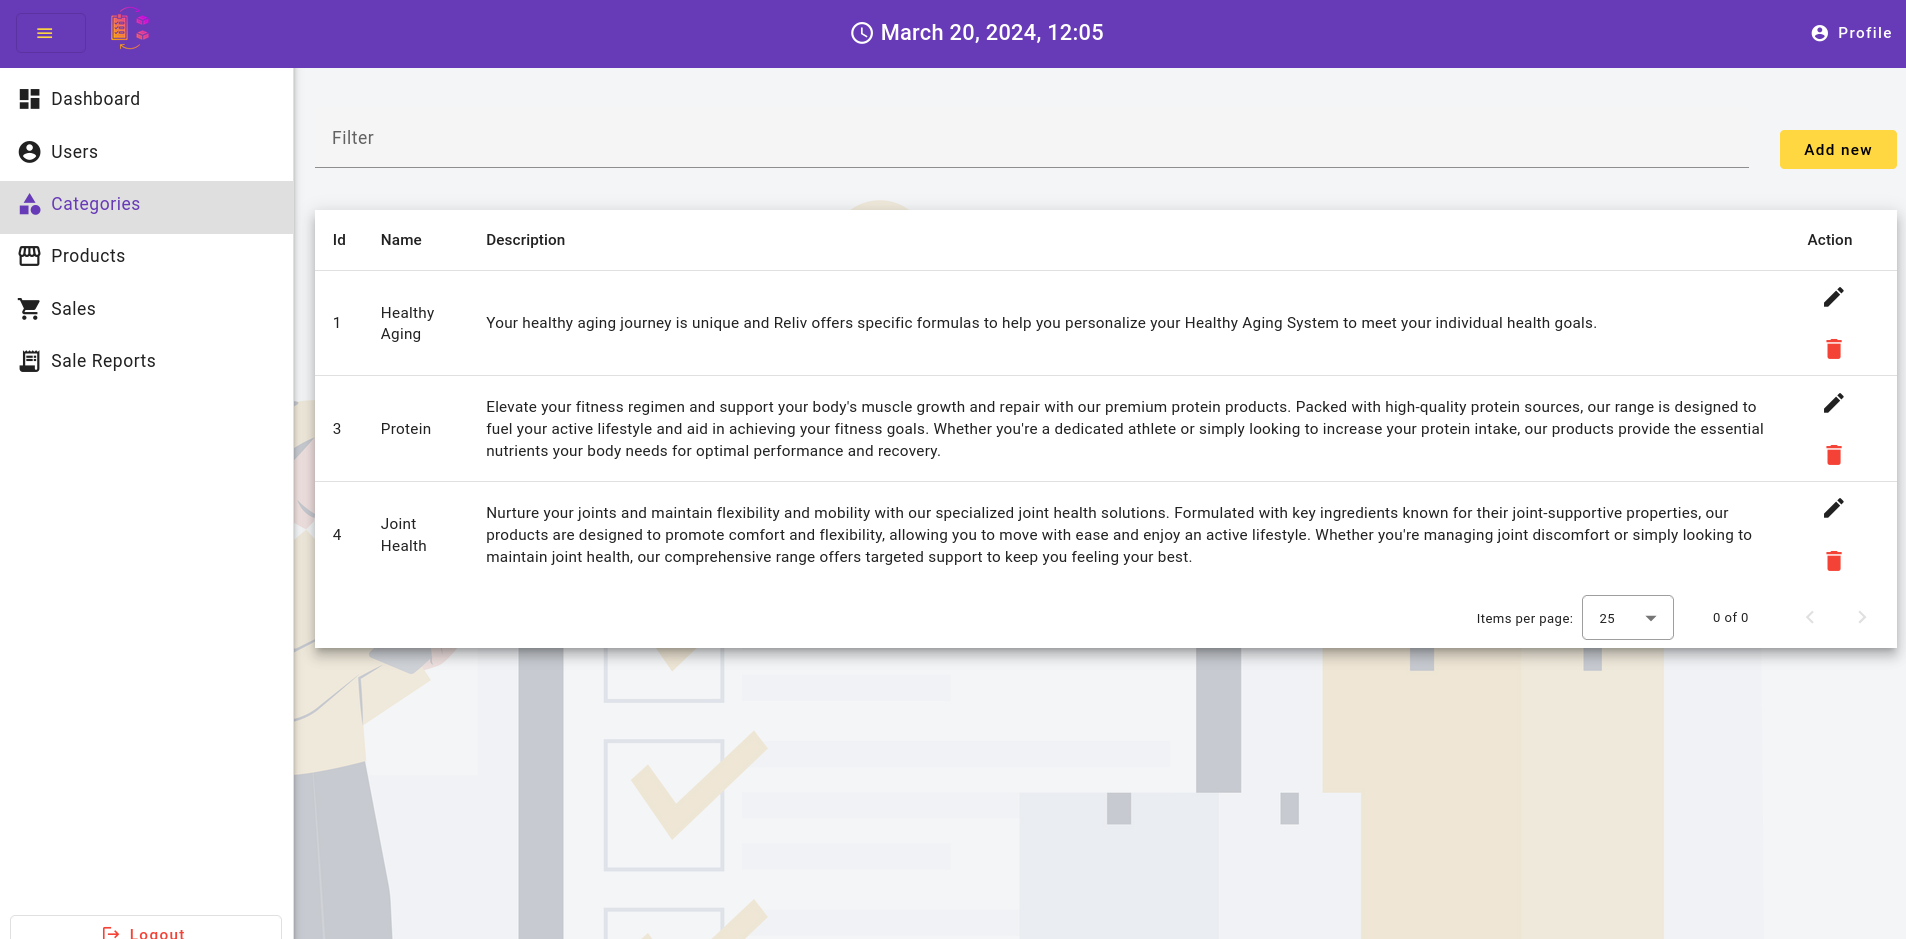 March 20, 2024, 12:05
Profile
Dashboard
Users
Categories
Products
Sales
Sale Reports
Logout
Filter
Add new
Id Name Description Action
1 Healthy Aging Your healthy aging journey is unique and Reliv offers specific formulas to help you personalize your Healthy Aging System to meet your individual health goals.
3 Protein Elevate your fitness regimen and support your body's muscle growth and repair with our premium protein products. Packed with high-quality protein sources, our range is designed to
fuel your active lifestyle and aid in achieving your fitness goals. Whether you're a dedicated athlete or simply looking to increase your protein intake, our products provide the essential
nutrients your body needs for optimal performance and recovery.
4 Joint Health Nurture your joints and maintain flexibility and mobility with our specialized joint health solutions. Formulated with key ingredients known for their joint-supportive properties, our
products are designed to promote comfort and flexibility, allowing you to move with ease and enjoy an active lifestyle. Whether you're managing joint discomfort or simply looking to
maintain joint health, our comprehensive range offers targeted support to keep you feeling your best.
Items per page: 25 0 of 0